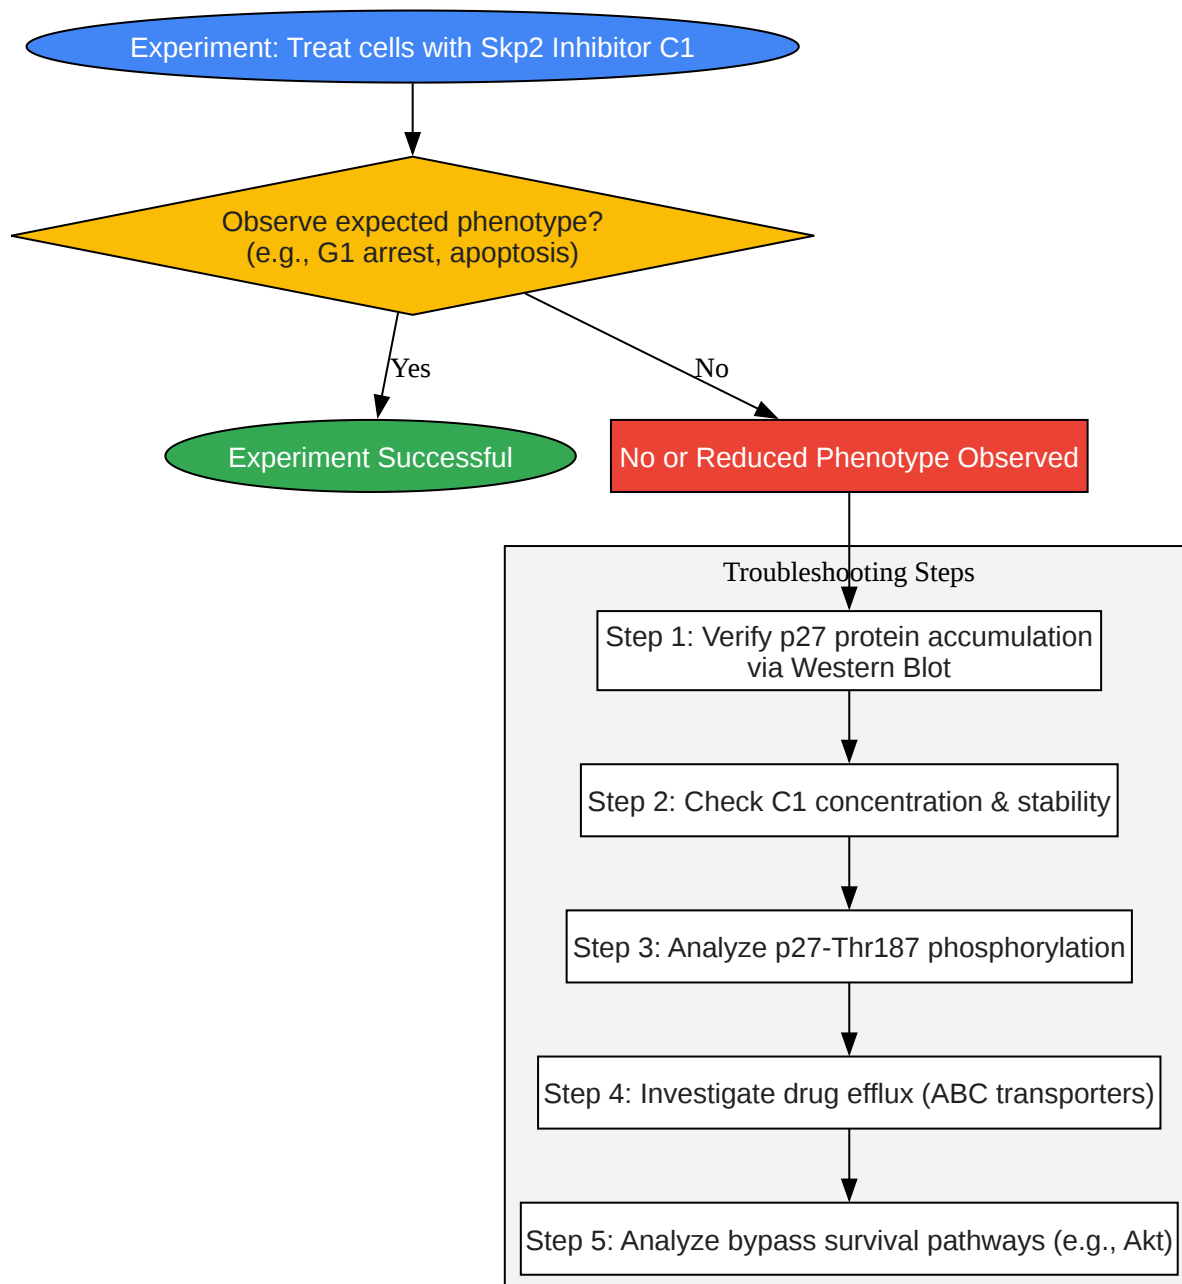 Experiment: Treat cells with Skp2 Inhibitor C1
Observe expected phenotype?
(e.g., G1 arrest, apoptosis)
Yes
No
Experiment Successful
No or Reduced Phenotype Observed
Troubleshooting Steps
Step 1: Verify p27 protein accumulation
via Western Blot
Step 2: Check C1 concentration & stability
Step 3: Analyze p27-Thr187 phosphorylation
Step 4: Investigate drug efflux (ABC transporters)
Step 5: Analyze bypass survival pathways (e.g., Akt)